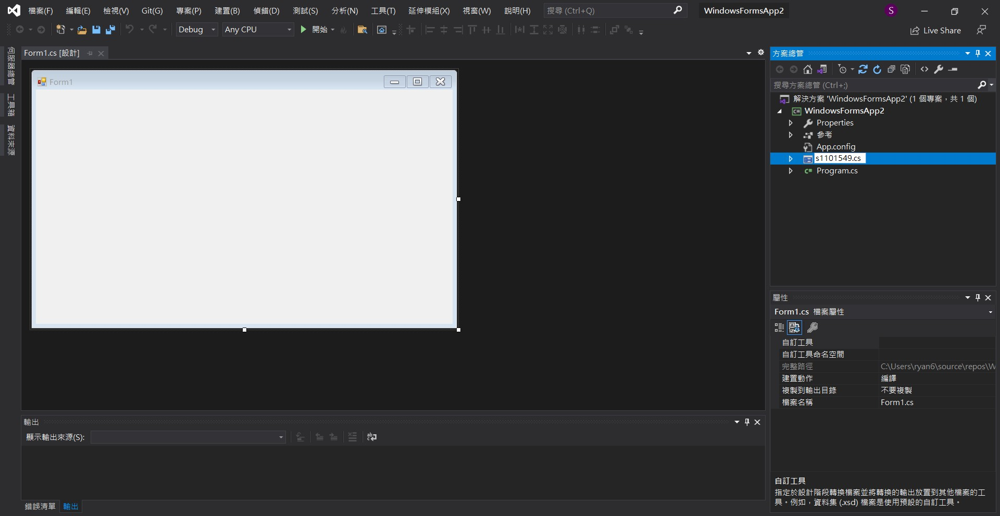 檔案(F) 編輯(E) 檢視(V) Git(G) 專案(P) 建置(B) 偵錯(D) 測試(S) 分析(N) 工具(T) 延伸模組(X) 視窗(W) 說明(H) 搜尋 (Ctrl+Q) WindowsFormsApp2 S
Debug Any CPU 開始 Live Share
伺服器總管
工具箱
資料來源
Form1.cs [設計]
Form1
方案總管
搜尋方案總管 (Ctrl+;)
解決方案 'WindowsFormsApp2' (1 個專案，共 1 個)
C# WindowsFormsApp2
Properties
參考
App.config
s1101549.cs
C# Program.cs
屬性
Form1.cs 檔案屬性
自訂工具
自訂工具命名空間
完整路徑 C:\Users\ryan6\source\repos\W
建置動作 編譯
複製到輸出目錄 不要複製
檔案名稱 Form1.cs
自訂工具
指定於設計階段轉換檔案並將轉換的輸出放置到其他檔案的工
具。例如，資料集 (.xsd) 檔案是使用預設的自訂工具。
輸出
顯示輸出來源(S):
錯誤清單 輸出